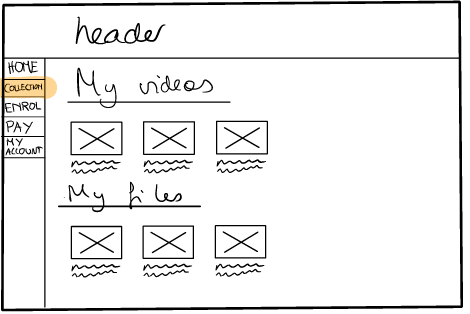 header
HOME
COLLECTION
ENROL
PAY
MY
ACCOUNT
My videos
My files